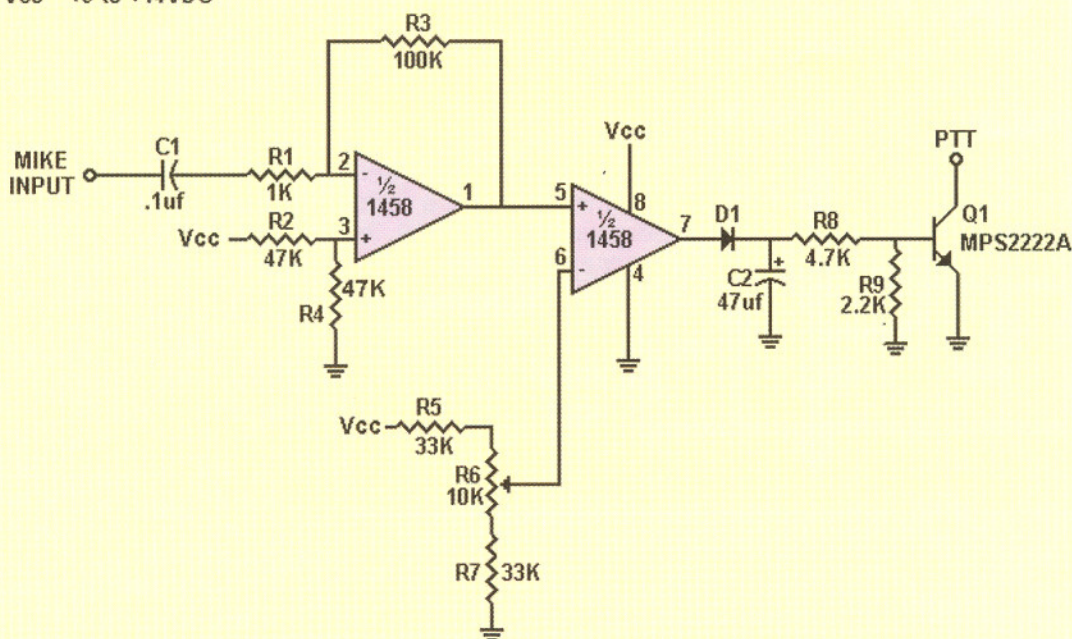 R3
100K
Vcc
PTT
C1
MIKE
INPUT
R1
2
-
½
1458
1
5
+
½
1458
8
7
D1
R8
Q1
MPS2222A
.1uf
1K
R2
Vcc
3
+
6
-
4
+
4.7K
C2
47uf
R9
2.2K
47K
47K
R4
R5
Vcc
33K
R6
10K
R7
33K